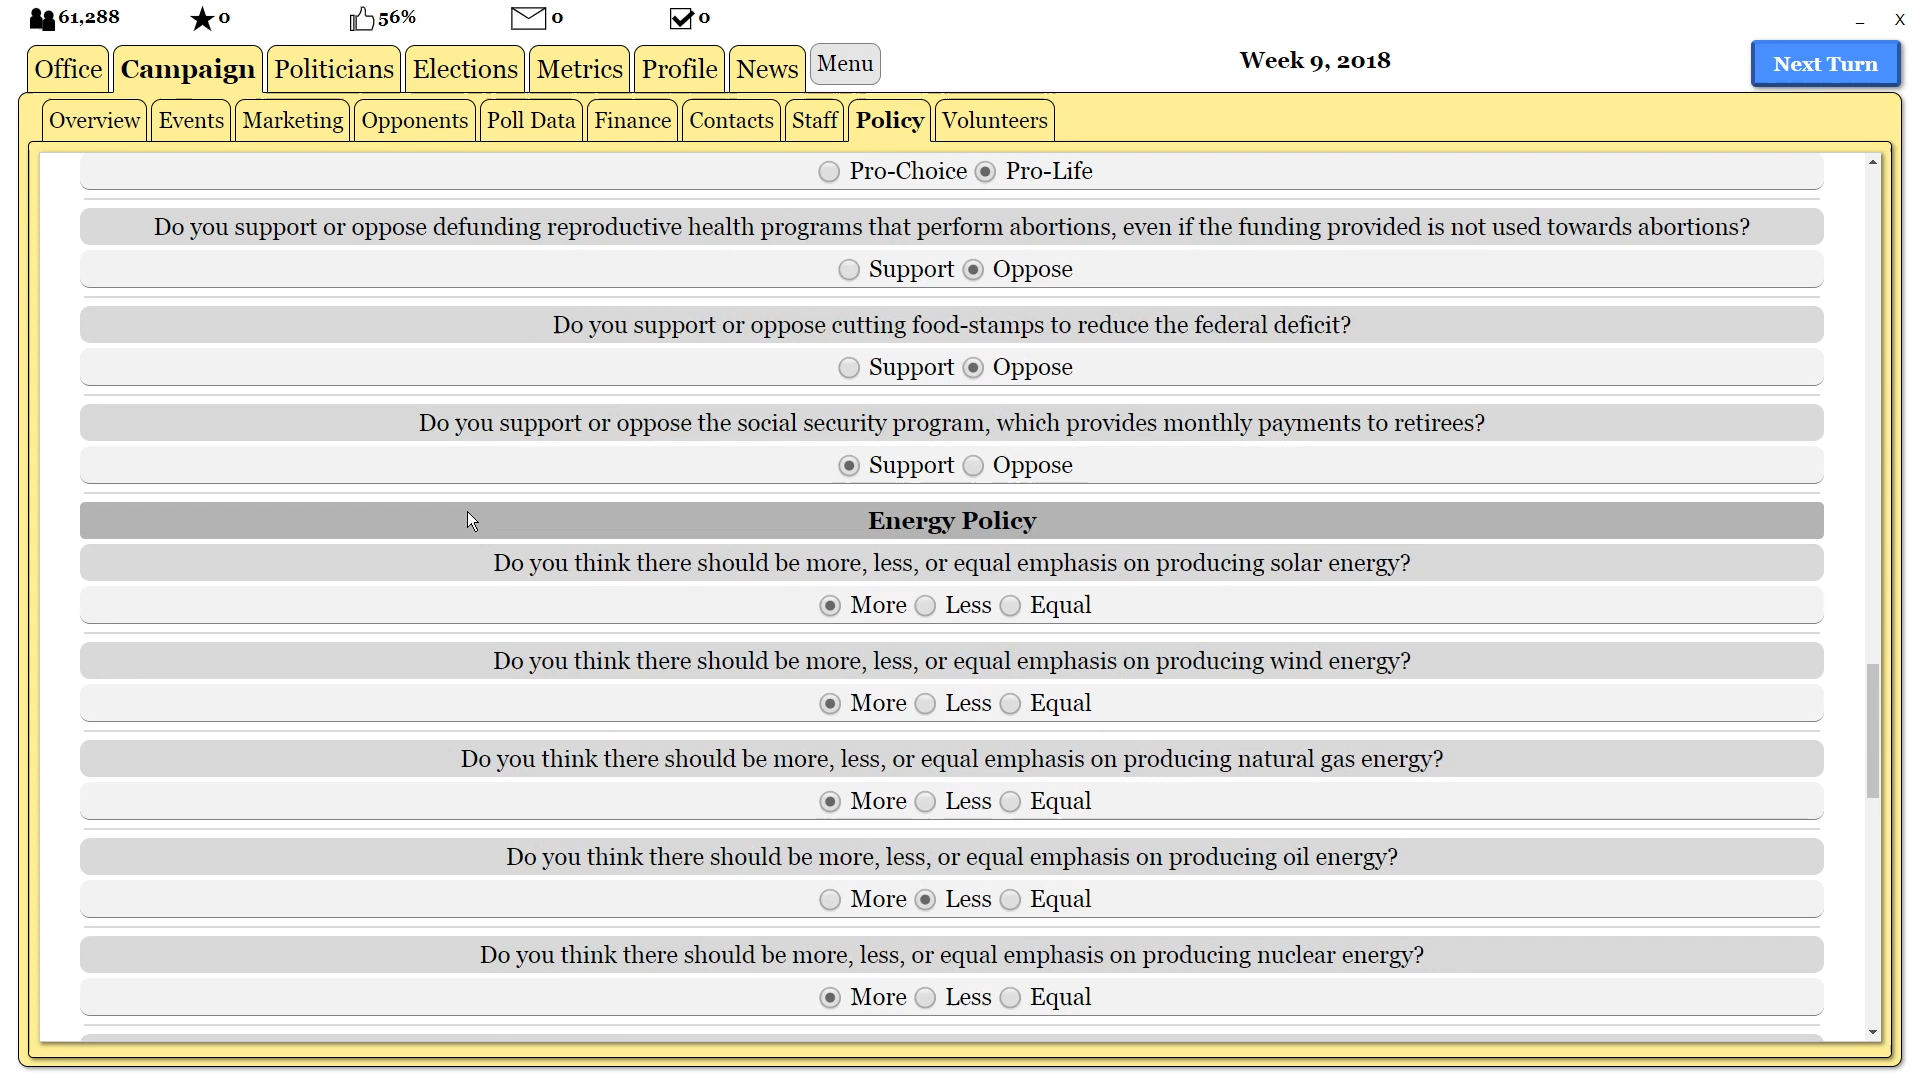 61,288 0 56% 0 0 _ X
Office Campaign Politicians Elections Metrics Profile News Menu Week 9, 2018 Next Turn
Overview Events Marketing Opponents Poll Data Finance Contacts Staff Policy Volunteers
Pro-Choice Pro-Life
Do you support or oppose defunding reproductive health programs that perform abortions, even if the funding provided is not used towards abortions?
Support Oppose
Do you support or oppose cutting food-stamps to reduce the federal deficit?
Support Oppose
Do you support or oppose the social security program, which provides monthly payments to retirees?
Support Oppose
Energy Policy
Do you think there should be more, less, or equal emphasis on producing solar energy?
More Less Equal
Do you think there should be more, less, or equal emphasis on producing wind energy?
More Less Equal
Do you think there should be more, less, or equal emphasis on producing natural gas energy?
More Less Equal
Do you think there should be more, less, or equal emphasis on producing oil energy?
More Less Equal
Do you think there should be more, less, or equal emphasis on producing nuclear energy?
More Less Equal